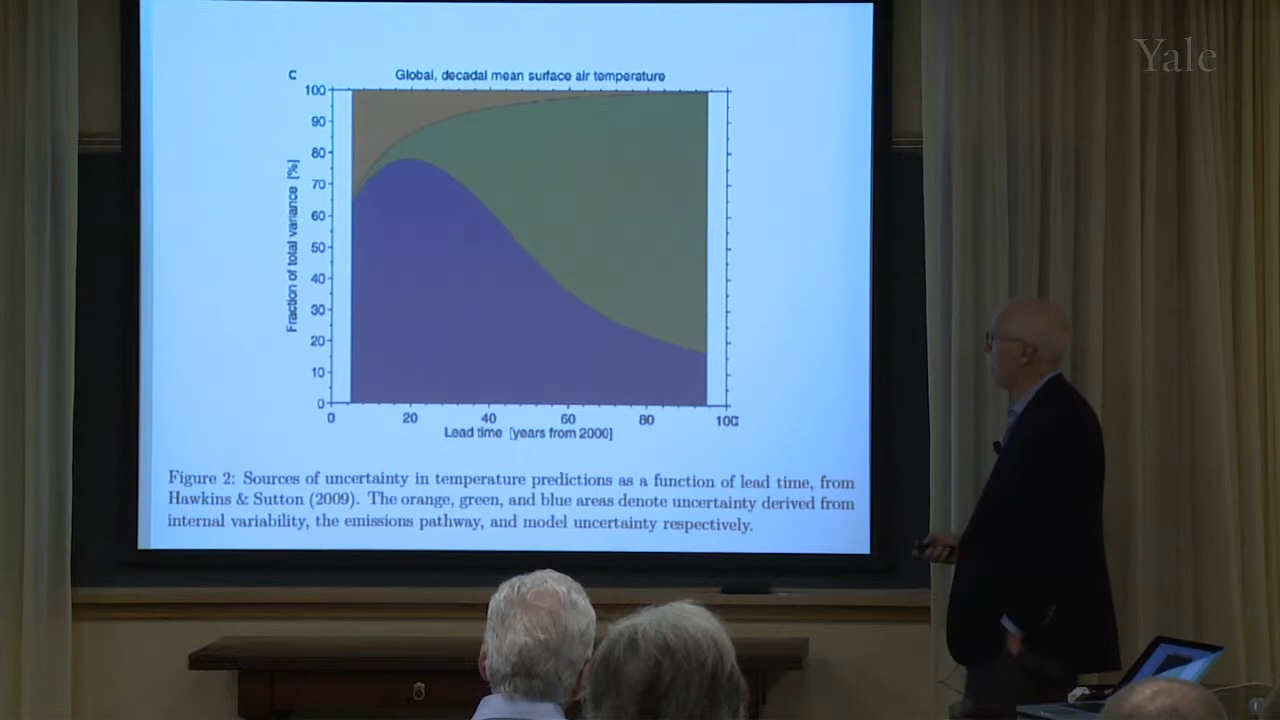 Yale
C Global, decadal mean surface air temperature
100
90
80
70
60
50
40
30
20
10
0
Fraction of total variance [%]
0 20 40 60 80 100
Lead time [years from 2000]
Figure 2: Sources of uncertainty in temperature predictions as a function of lead time, from
Hawkins & Sutton (2009). The orange, green, and blue areas denote uncertainty derived from
internal variability, the emissions pathway, and model uncertainty respectively.